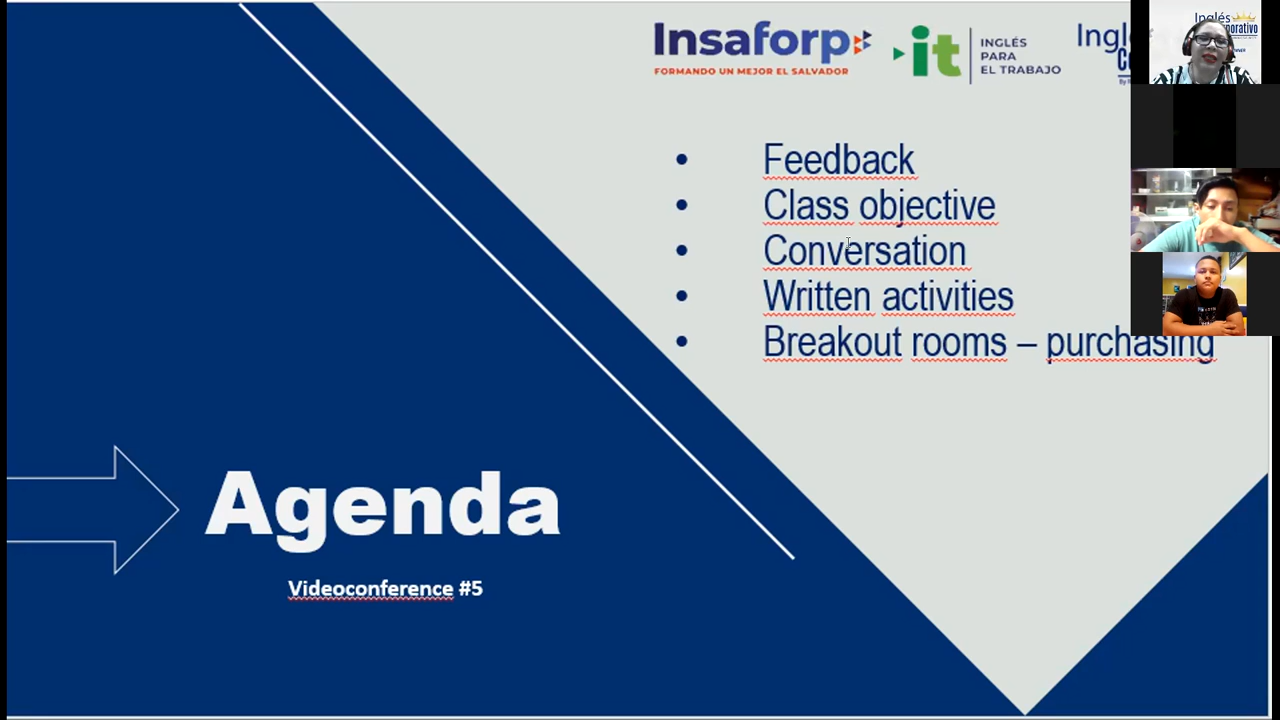 Insaforp
FORMANDO UN MEJOR EL SALVADOR
it
INGLÉS
PARA
EL TRABAJO
Inglés
• Feedback
• Class objective
• Conversation
• Written activities
• Breakout rooms – purchasing
Agenda
Videoconference #5